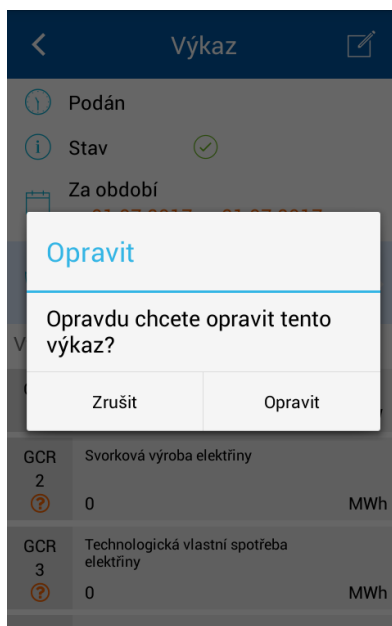 Výkaz
Podán
Stav
Za období
Opravit
Opravdu chcete opravit tento
výkaz?
Zrušit
Opravit
GCR
2
Svorková výroba elektřiny
0
MWh
GCR
3
Technologická vlastní spotřeba
elektřiny
0
MWh